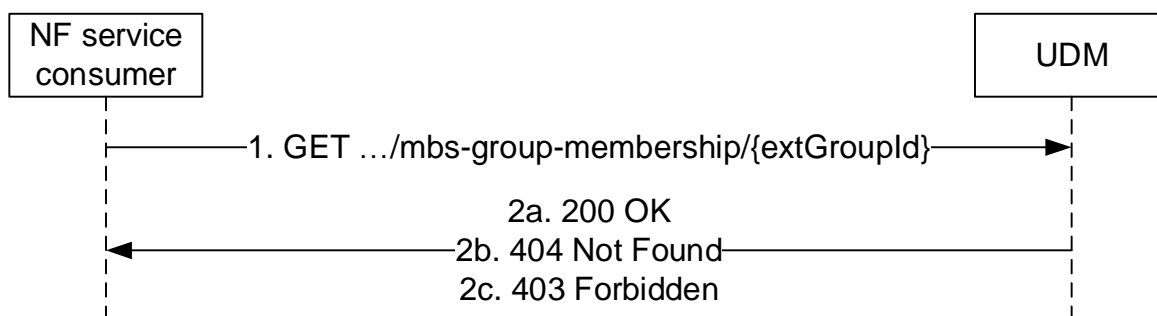 NF service
consumer
UDM
1. GET …/mbs-group-membership/{extGroupId}
2a. 200 OK
2b. 404 Not Found
2c. 403 Forbidden